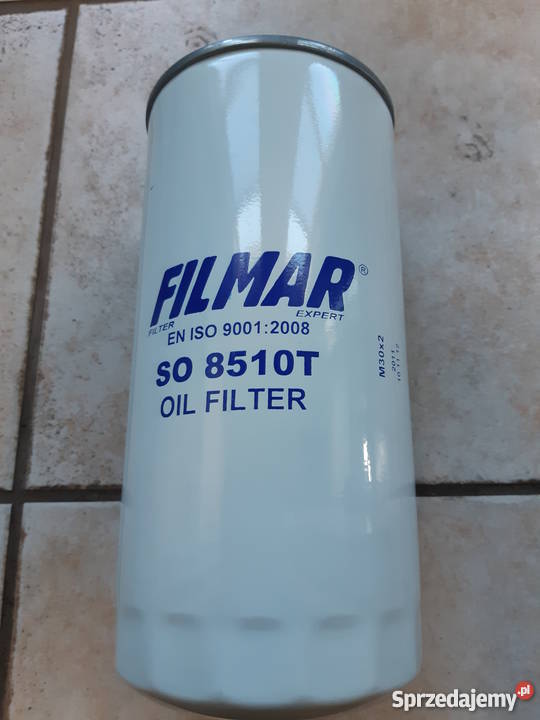 FILMAR®
FILTER EXPERT
EN ISO 9001:2008
SO 8510T
OIL FILTER
M30x2
Sprzedajemy.pl